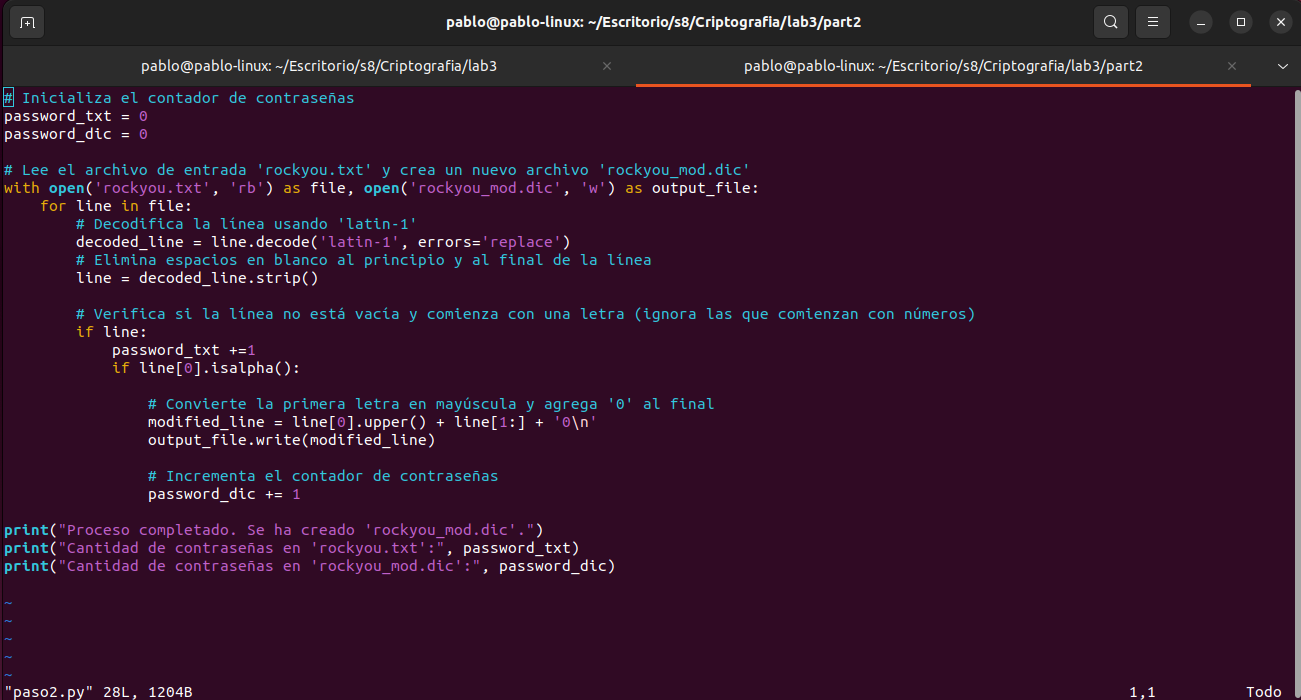 pablo@pablo-linux: ~/Escritorio/s8/Criptografia/lab3/part2
pablo@pablo-linux: ~/Escritorio/s8/Criptografia/lab3
pablo@pablo-linux: ~/Escritorio/s8/Criptografia/lab3/part2
# Inicializa el contador de contraseñas
password_txt = 0
password_dic = 0

# Lee el archivo de entrada 'rockyou.txt' y crea un nuevo archivo 'rockyou_mod.dic'
with open('rockyou.txt', 'rb') as file, open('rockyou_mod.dic', 'w') as output_file:
    for line in file:
        # Decodifica la línea usando 'latin-1'
        decoded_line = line.decode('latin-1', errors='replace')
        # Elimina espacios en blanco al principio y al final de la línea
        line = decoded_line.strip()

        # Verifica si la línea no está vacía y comienza con una letra (ignora las que comienzan con números)
        if line:
            password_txt +=1
            if line[0].isalpha():

                # Convierte la primera letra en mayúscula y agrega '0' al final
                modified_line = line[0].upper() + line[1:] + '0\n'
                output_file.write(modified_line)

                # Incrementa el contador de contraseñas
                password_dic += 1

print("Proceso completado. Se ha creado 'rockyou_mod.dic'.")
print("Cantidad de contraseñas en 'rockyou.txt':", password_txt)
print("Cantidad de contraseñas en 'rockyou_mod.dic':", password_dic)

~
~
~
~
~
"paso2.py" 28L, 1204B 1,1 Todo